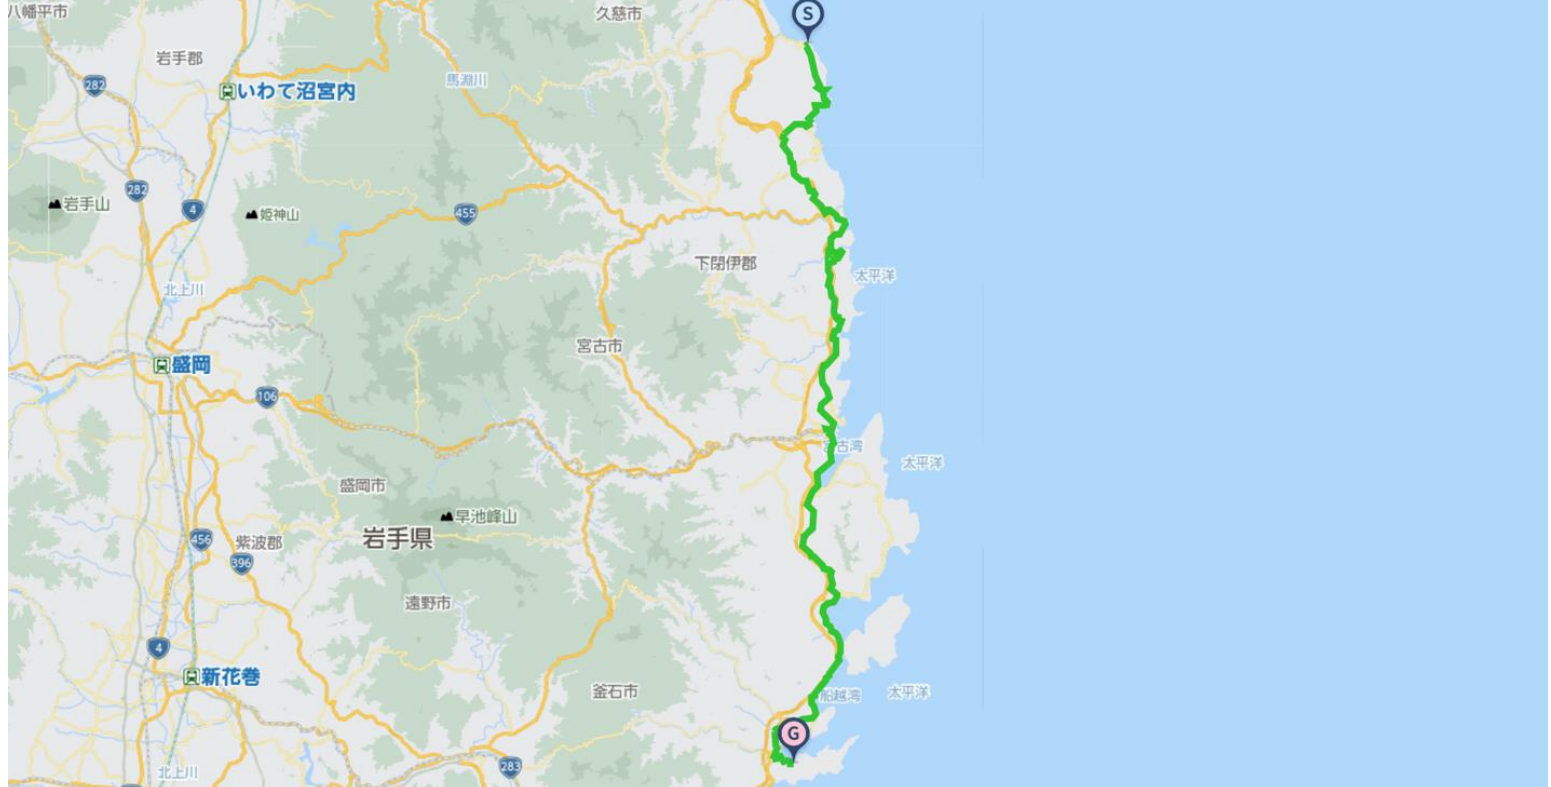 八幡平市
久慈市
S
岩手郡
馬淵川
282
いわて沼宮内
282
岩手山
4
姫神山
455
下閉伊郡
太平洋
北上川
宮古市
盛岡
106
宮古湾
太平洋
盛岡市
早池峰山
岩手県
456
紫波郡
396
遠野市
4
新花巻
釜石市
船越湾
太平洋
G
283
北上川